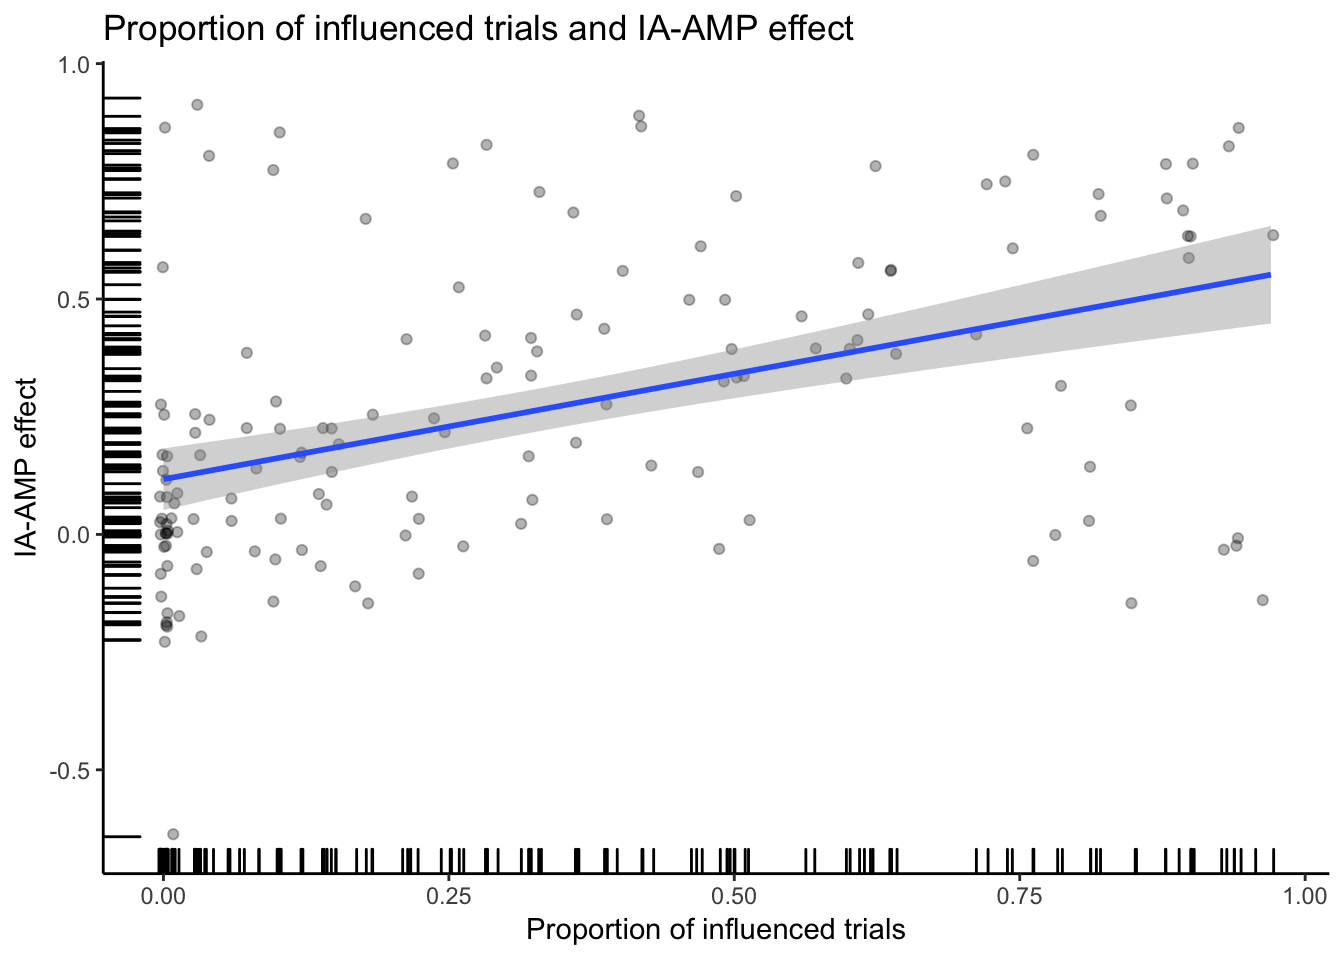 Proportion of influenced trials and IA-AMP effect
1.0
0.5
0.0
-0.5
IA-AMP effect
0.00 0.25 0.50 0.75 1.00
Proportion of influenced trials